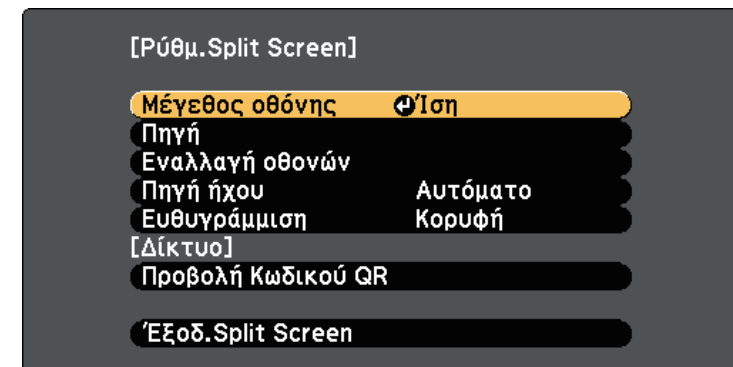 [Ρύθμ.Split Screen]
Μέγεθος οθόνης Ίση
Πηγή
Εναλλαγή οθονών
Πηγή ήχου Αυτόματο
Ευθυγράμμιση Κορυφή
[Δίκτυο]
Προβολή Κωδικού QR
Έξοδ.Split Screen